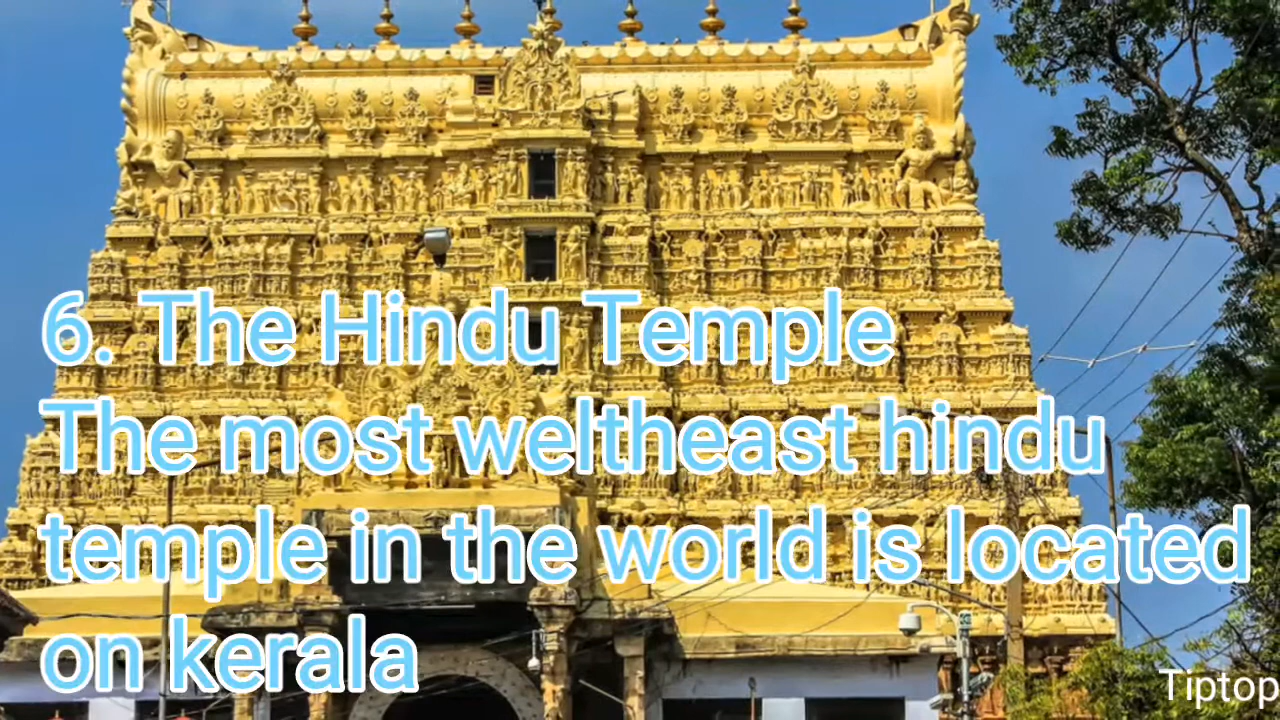 6. The Hindu Temple
The most weltheast hindu
temple in the world is located
on kerala
Tiptop